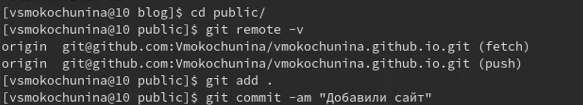 [vsmokochunina@10 blog]$ cd public/
[vsmokochunina@10 public]$ git remote -v
origin  git@github.com:Vmokochunina/vmokochunina.github.io.git (fetch)
origin  git@github.com:Vmokochunina/vmokochunina.github.io.git (push)
[vsmokochunina@10 public]$ git add .
[vsmokochunina@10 public]$ git commit -am "Добавили сайт"